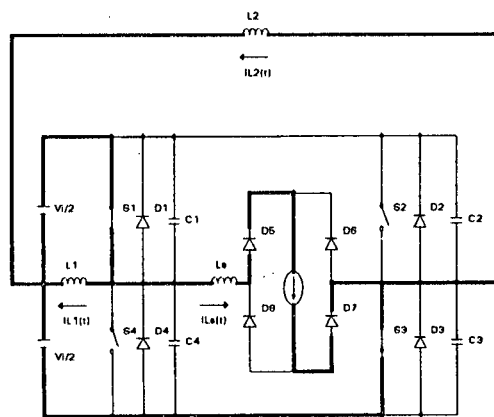 L2
IL2(t)
S1 D1
S2 D2
Vi/2
C1
C2
D5
D6
L1
Ls
D8
D7
IL1(t)
ILs(t)
Vi/2
S4 D4
C4
S3 D3
C3